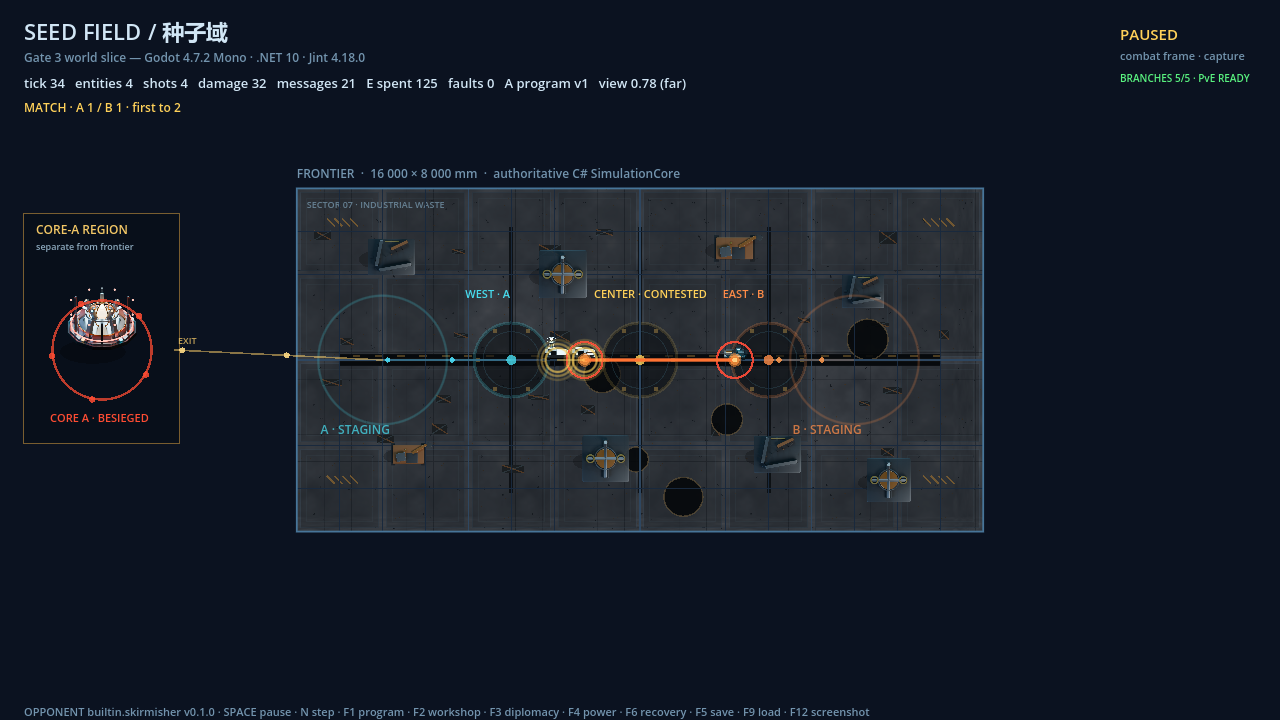 SEED FIELD / 种子域
Gate 3 world slice — Godot 4.7.2 Mono · .NET 10 · Jint 4.18.0
tick 34 entities 4 shots 4 damage 32 messages 21 E spent 125 faults 0 A program v1 view 0.78 (far)
MATCH · A 1 / B 1 · first to 2
PAUSED
combat frame · capture
BRANCHES 5/5 · PvE READY
FRONTIER · 16 000 × 8 000 mm · authoritative C# SimulationCore
SECTOR 07 · INDUSTRIAL WASTE
CORE-A REGION
separate from frontier
WEST · A
CENTER · CONTESTED
EAST · B
EXIT
CORE A · BESIEGED
A · STAGING
B · STAGING
OPPONENT builtin.skirmisher v0.1.0 · SPACE pause · N step · F1 program · F2 workshop · F3 diplomacy · F4 power · F6 recovery · F5 save · F9 load · F12 screenshot